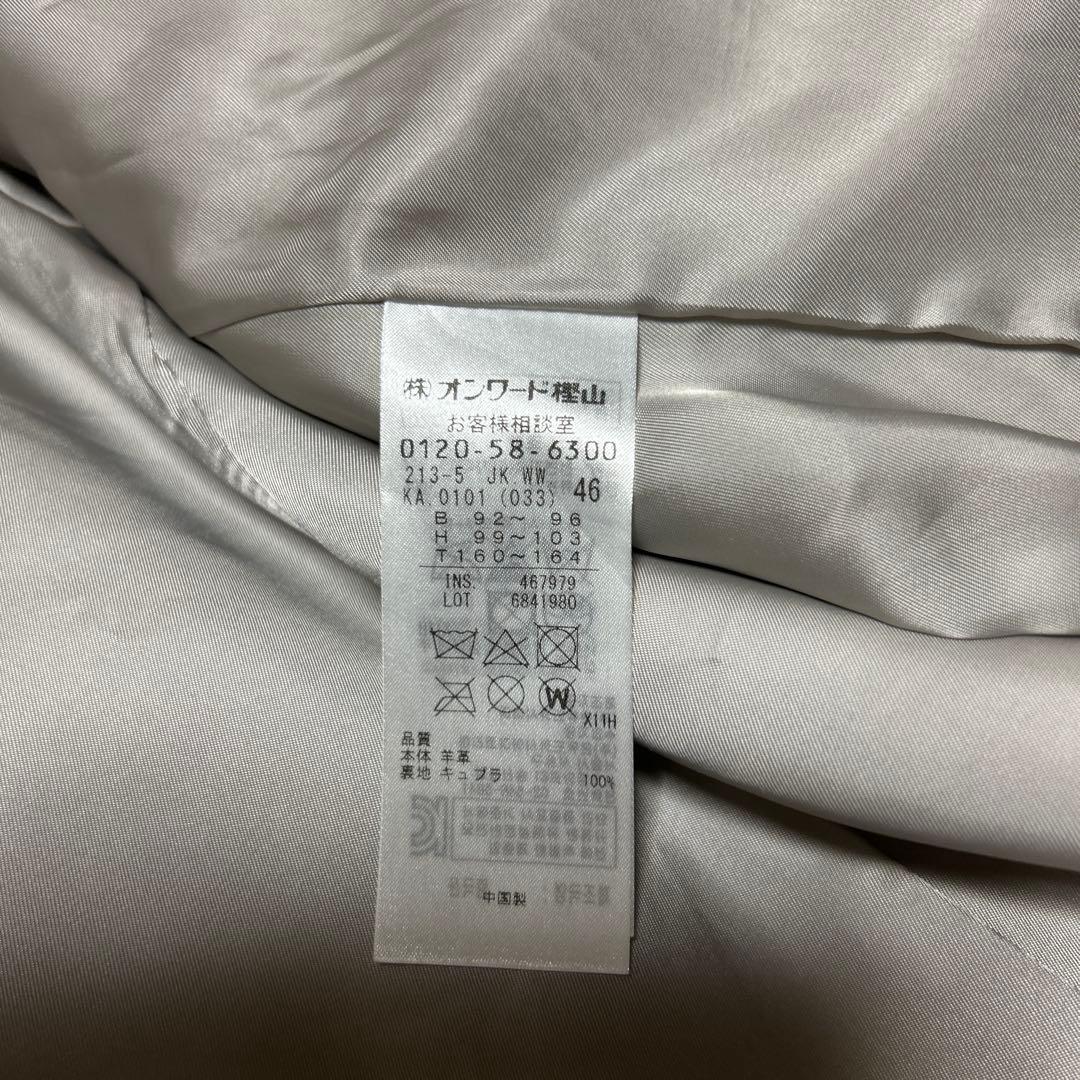 ㈱オンワード樫山
お客様相談室
0120-58-6300
213-5 JK.WW. 46
KA.0101 (033)
B 92〜 96
H 99〜103
T160〜164
INS. 467979
LOT 6841980
W
X11H
品質
本体 羊革
裏地 キュプラ 100%
中国製